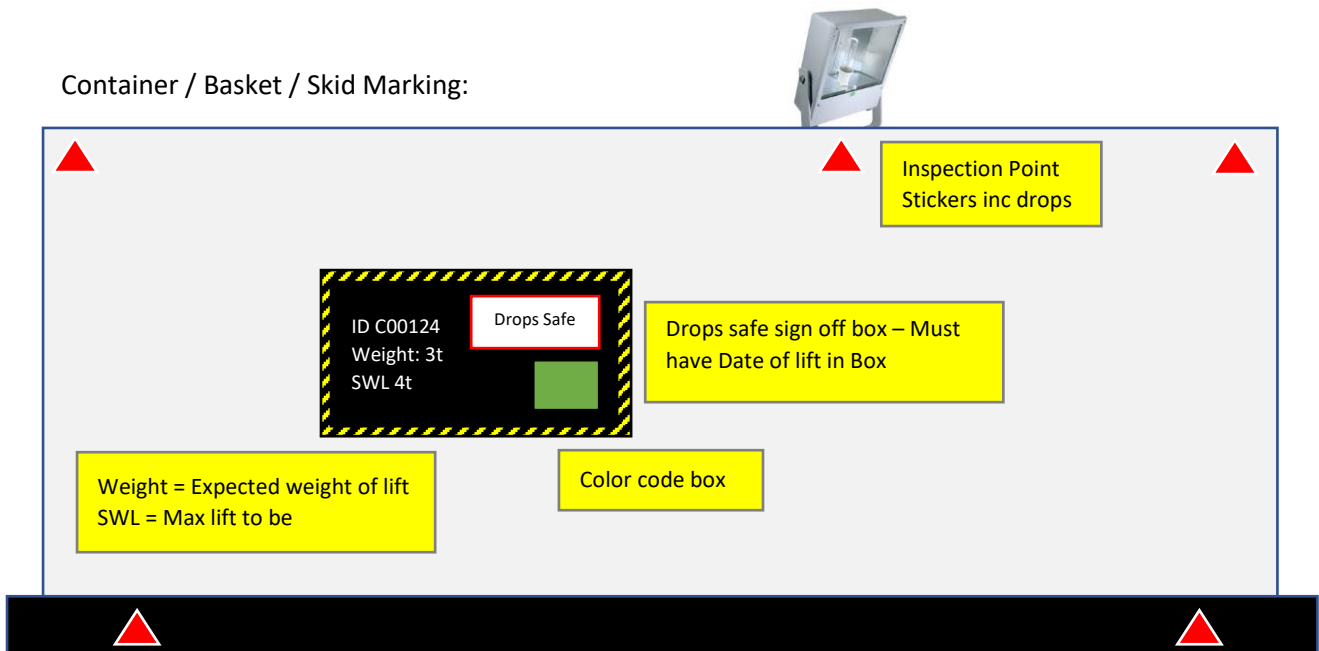 Container / Basket / Skid Marking:
Inspection Point
Stickers inc drops
ID C00124
Weight: 3t
SWL 4t
Drops Safe
Drops safe sign off box – Must
have Date of lift in Box
Weight = Expected weight of lift
SWL = Max lift to be
Color code box